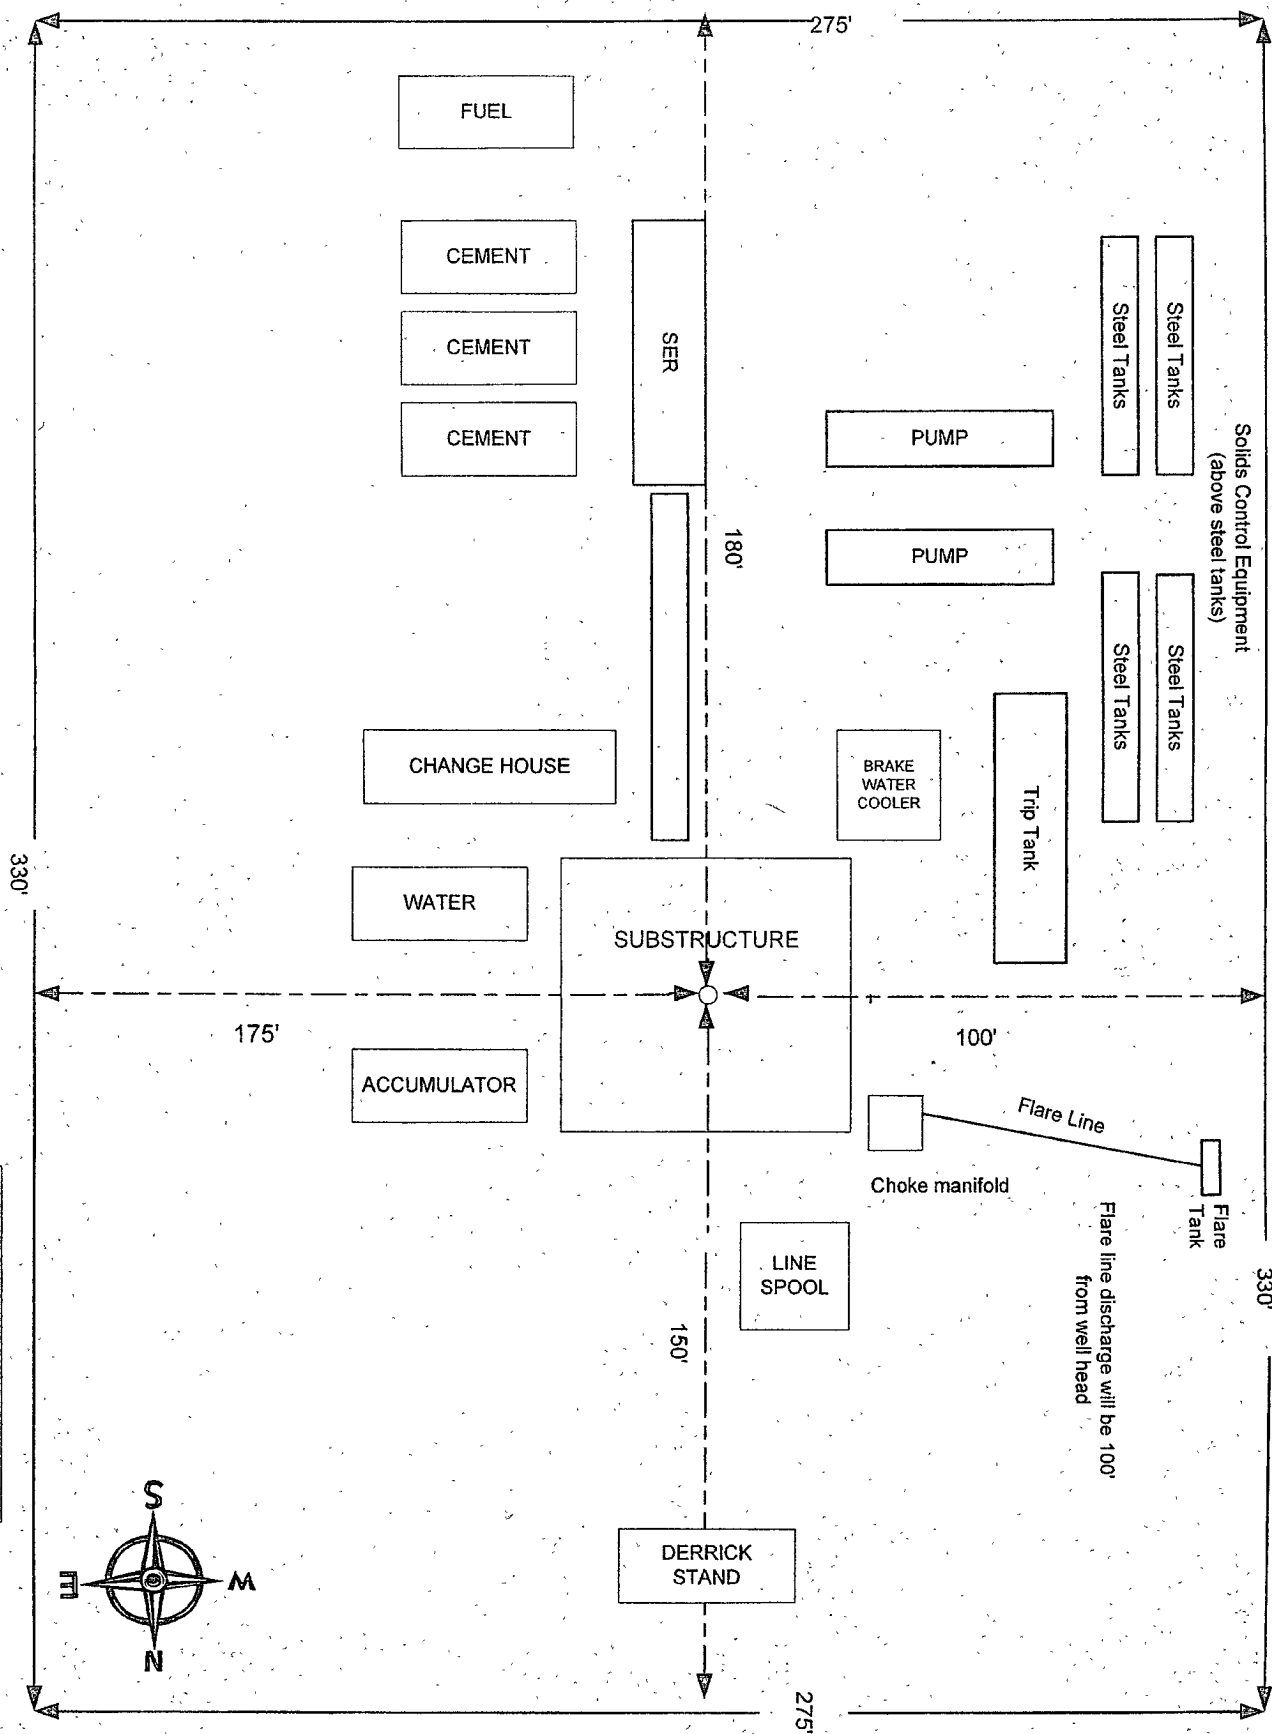 275'
FUEL
CEMENT
CEMENT
CEMENT
SER
Steel Tanks
Steel Tanks
Solids Control Equipment
(above steel tanks)
PUMP
PUMP
180'
Steel Tanks
Steel Tanks
CHANGE HOUSE
BRAKE
WATER
COOLER
Trip Tank
330'
WATER
SUBSTRUCTURE
175'
100'
ACCUMULATOR
Flare Line
Choke manifold
Flare
Tank
Flare line discharge will be 100'
from well head
330'
LINE
SPOOL
150'
DERRICK
STAND
S
E
W
N
275'